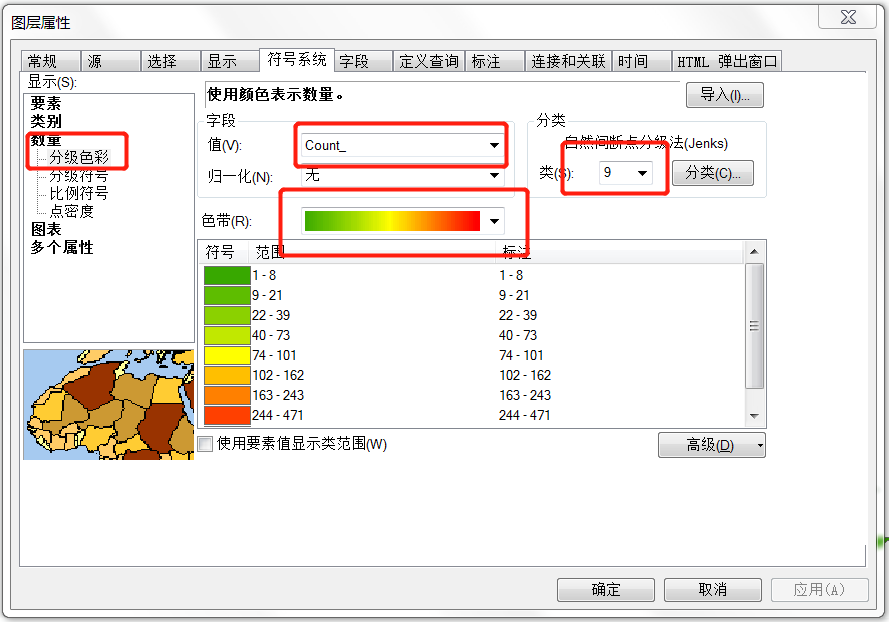 图层属性
常规 源 选择 显示 符号系统 字段 定义查询 标注 连接和关联 时间 HTML 弹出窗口
显示(S):
要素
类别
数量
分级色彩
分级符号
比例符号
点密度
图表
多个属性
使用颜色表示数量。
导入(I)...
字段
值(V):
Count_
归一化(N):
无
分类
自然间断点分级法(Jenks)
类(S):
9
分类(C)...
色带(R):
符号 范围 标注
1 - 8 1 - 8
9 - 21 9 - 21
22 - 39 22 - 39
40 - 73 40 - 73
74 - 101 74 - 101
102 - 162 102 - 162
163 - 243 163 - 243
244 - 471 244 - 471
使用要素值显示类范围(W)
高级(D)
确定 取消 应用(A)